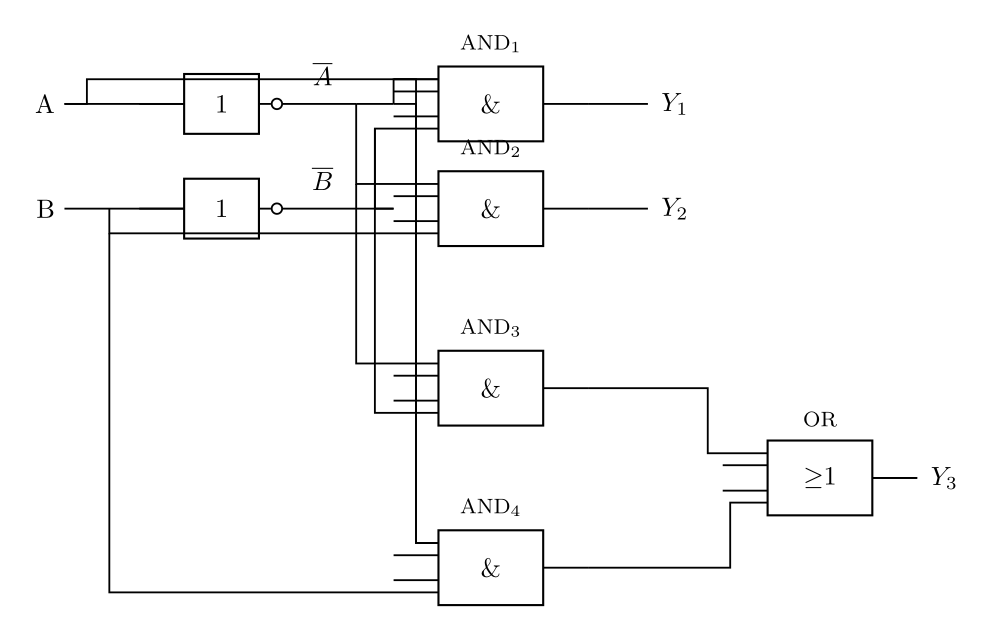 AND₁
A̅
A
1
&
Y₁
AND₂
B̅
B
1
&
Y₂
AND₃
&
OR
≥1
Y₃
AND₄
&